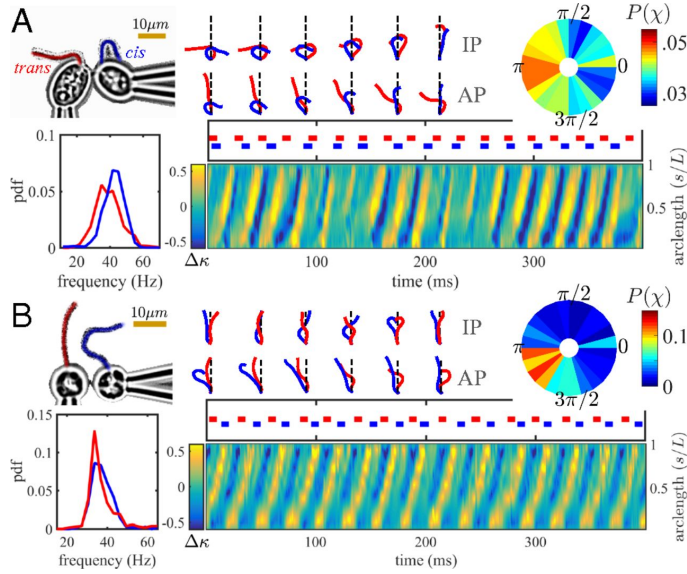 A
10μm
cis
trans
IP
AP
π/2
π
0
3π/2
P(χ)
.05
.03
0.1
0.05
0
pdf
20 40 60
frequency (Hz)
0.5
0
-0.5
Δκ
1
0.5
arclength (s/L)
100 200 300
time (ms)
B
10μm
IP
AP
π/2
π
0
3π/2
P(χ)
0.1
0
0.15
0.1
0.05
0
pdf
20 40 60
frequency (Hz)
0.5
0
-0.5
Δκ
1
0.5
arclength (s/L)
100 200 300
time (ms)